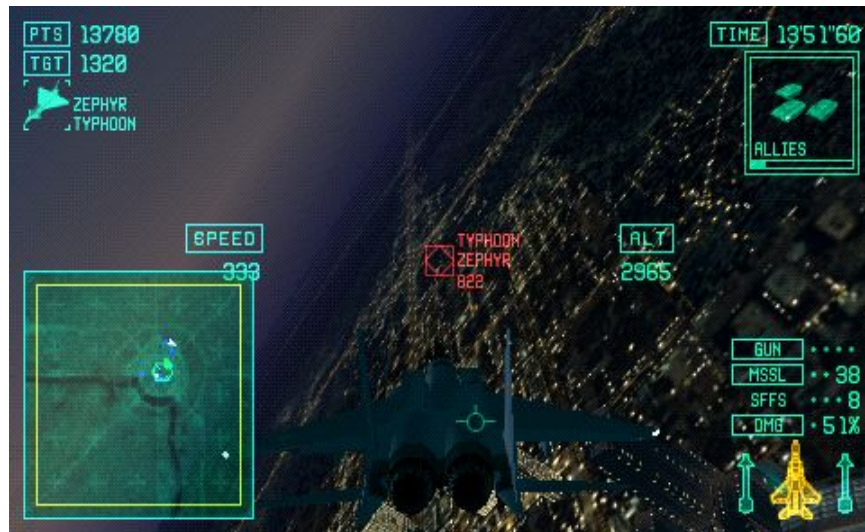 PTS 13780
TGT 1320
ZEPHYR
TYPHOON
TIME 13'51"60
ALLIES
SPEED
333
TYPHOON
ZEPHYR
822
ALT
2965
GUN ····
MSSL ··38
SFFS ···8
DMG ·51%